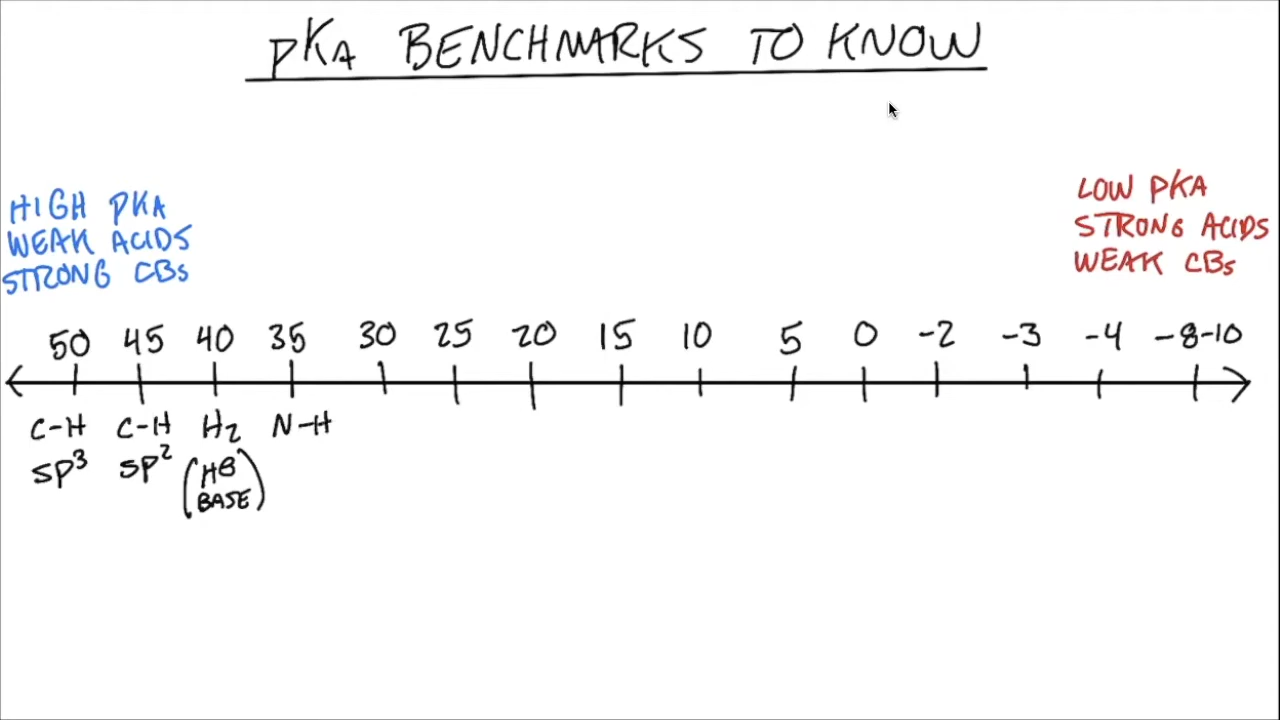 PKA BENCHMARKS TO KNOW
HIGH PKA
WEAK ACIDS
STRONG CBs
LOW PKA
STRONG ACIDS
WEAK CBs
50 45 40 35 30 25 20 15 10 5 0 -2 -3 -4 -8-10
C-H C-H H2 N-H
SP3 SP2 (HB
BASE)